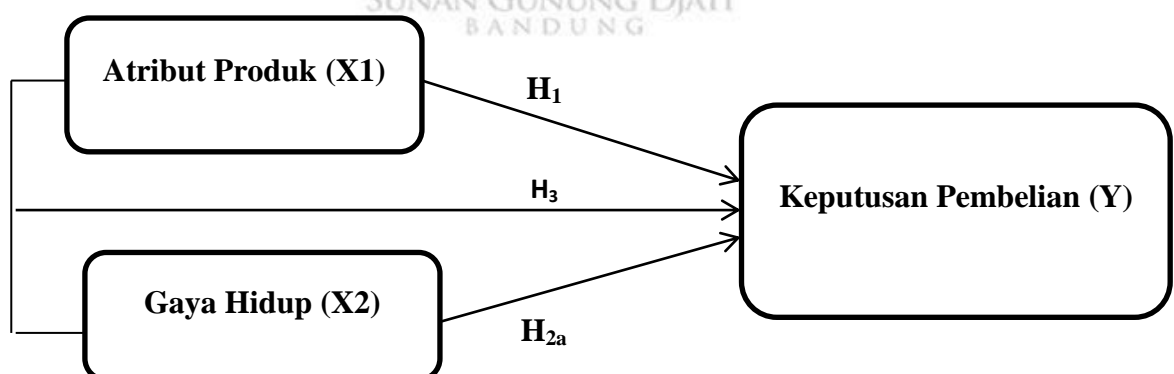 SUNAN GUNUNG DJATI
BANDUNG
Atribut Produk (X1)
H1
H3
Keputusan Pembelian (Y)
Gaya Hidup (X2)
H2a